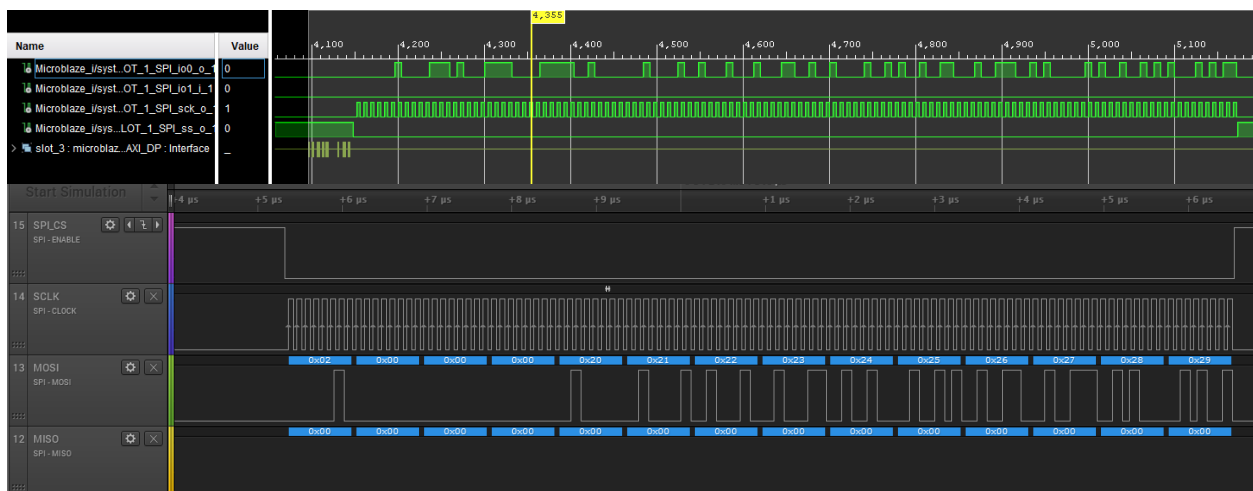 4,355
Name Value 4,100 4,200 4,300 4,400 4,500 4,600 4,700 4,800 4,900 5,000 5,100
Microblaze_i/syst..OT_1_SPI_io0_o_1 0
Microblaze_i/syst..OT_1_SPI_io1_i_1 0
Microblaze_i/syst..OT_1_SPI_sck_o_1 1
Microblaze_i/sys...LOT_1_SPI_ss_o_1 0
> slot_3 : microblaz...AXI_DP : Interface _
Start Simulation +4 µs +5 µs +6 µs +7 µs +8 µs +9 µs +1 µs +2 µs +3 µs +4 µs +5 µs +6 µs
15 SPI_CS
SPI - ENABLE
14 SCLK
SPI - CLOCK
0x02 0x00 0x00 0x00 0x20 0x21 0x22 0x23 0x24 0x25 0x26 0x27 0x28 0x29
13 MOSI
SPI - MOSI
0x00 0x00 0x00 0x00 0x00 0x00 0x00 0x00 0x00 0x00 0x00 0x00 0x00 0x00
12 MISO
SPI - MISO